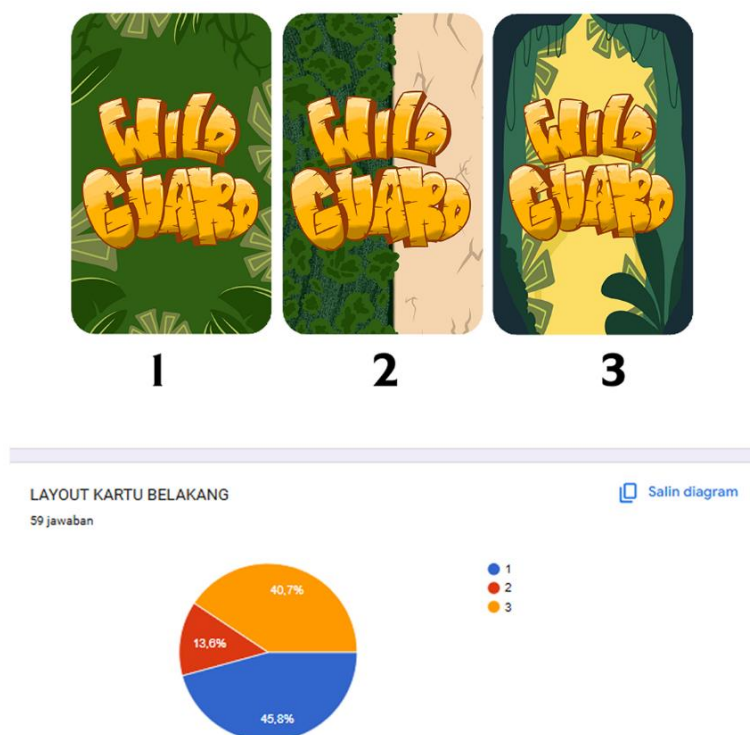 WILD
GUARD
WILD
GUARD
WILD
GUARD
1
2
3
LAYOUT KARTU BELAKANG
Salin diagram
59 jawaban
40,7%
13,6%
45,8%
1
2
3